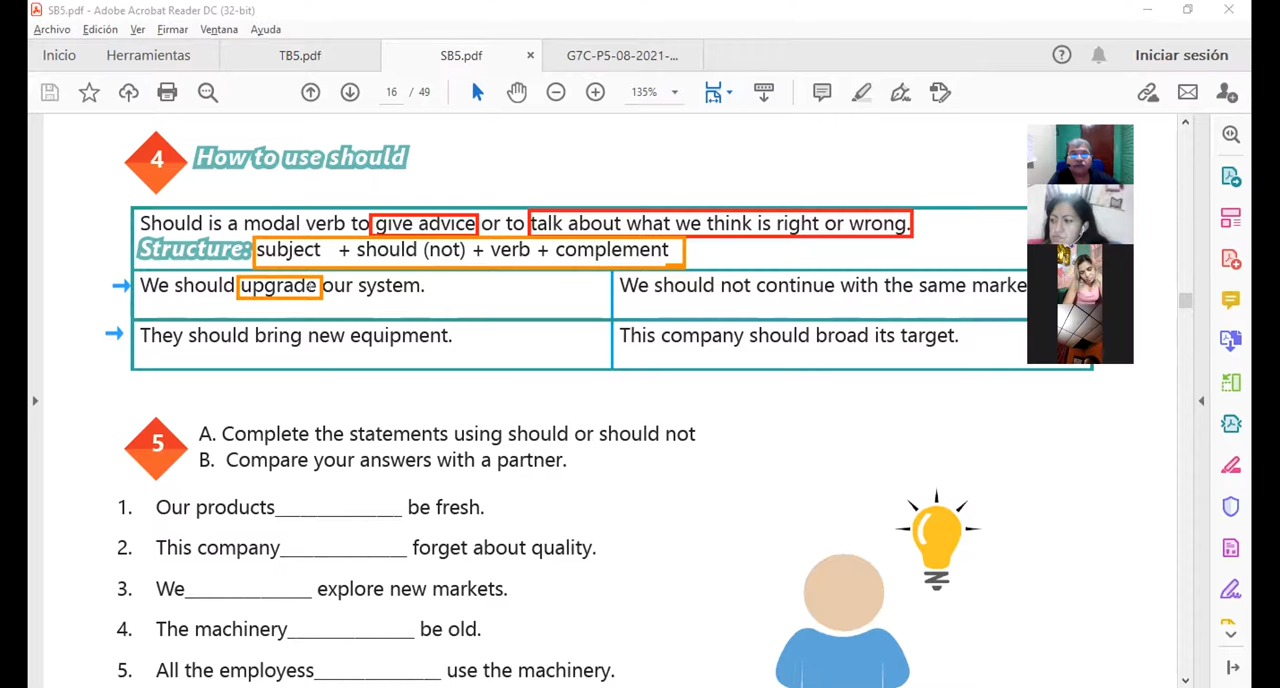 SB5.pdf - Adobe Acrobat Reader DC (32-bit)
Archivo Edición Ver Firmar Ventana Ayuda
Inicio Herramientas TB5.pdf SB5.pdf × G7C-P5-08-2021-... Iniciar sesión
16 / 49 135%
4 How to use should
Should is a modal verb to give advice or to talk about what we think is right or wrong.
Structure: subject + should (not) + verb + complement
We should upgrade our system. We should not continue with the same marke
They should bring new equipment. This company should broad its target.
5 A. Complete the statements using should or should not
B. Compare your answers with a partner.
1. Our products_____________ be fresh.
2. This company_____________ forget about quality.
3. We_____________ explore new markets.
4. The machinery_____________ be old.
5. All the employess_____________ use the machinery.